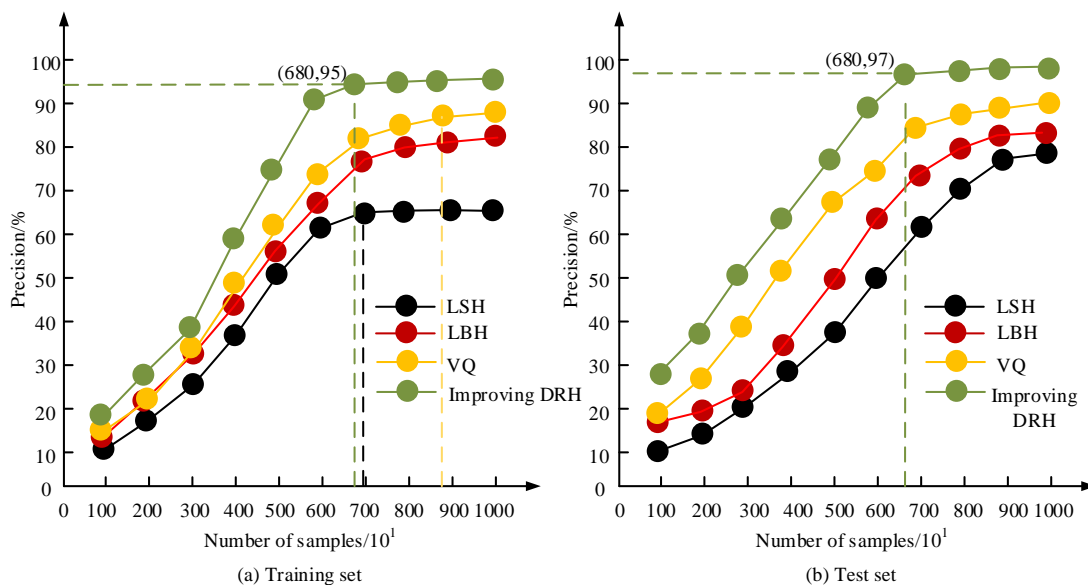 (680,95)
100
90
80
70
60
50
40
30
20
10
0
Precision/%
LSH
LBH
VQ
Improving DRH
0 100 200 300 400 500 600 700 800 900 1000
Number of samples/10¹
(a) Training set
(680,97)
100
90
80
70
60
50
40
30
20
10
0
Precision/%
LSH
LBH
VQ
Improving
DRH
0 100 200 300 400 500 600 700 800 900 1000
Number of samples/10¹
(b) Test set